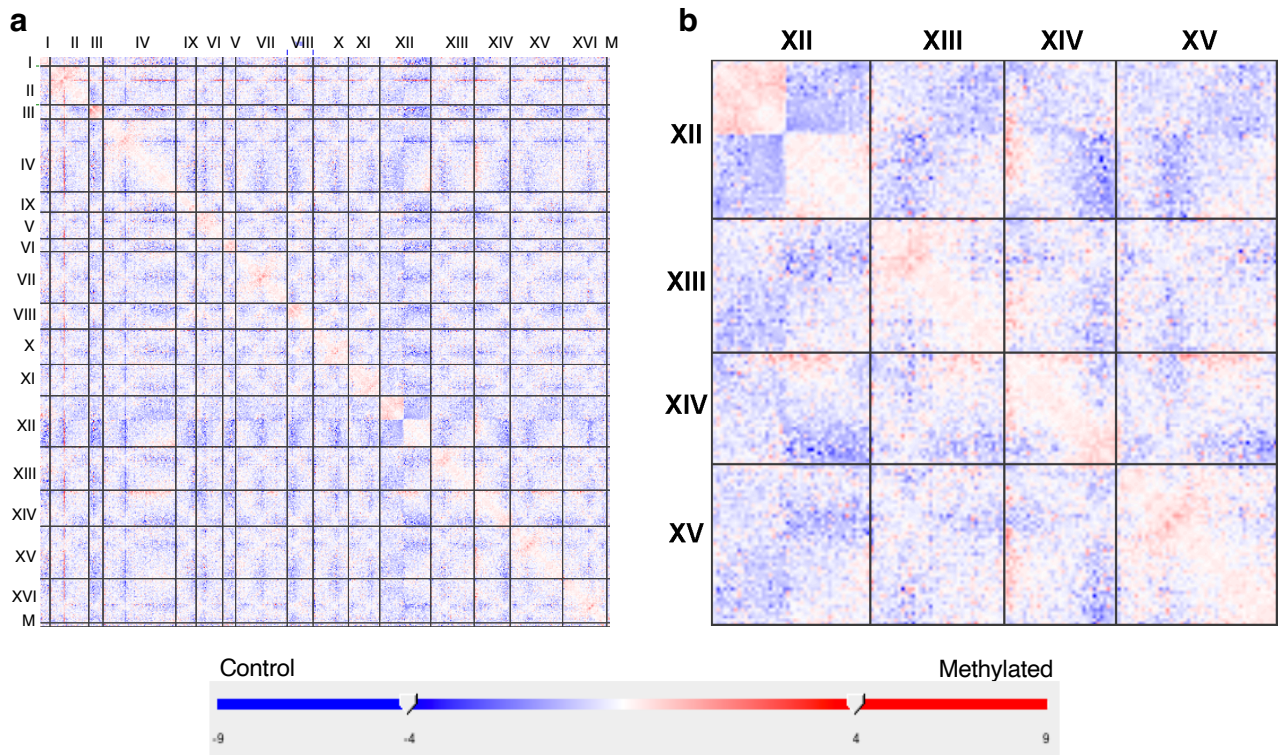 a
I II III IV IX VI V VII VIII X XI XII XIII XIV XV XVI M
I
II
III
IV
IX
V
VI
VII
VIII
X
XI
XII
XIII
XIV
XV
XVI
M
b
XII XIII XIV XV
XII
XIII
XIV
XV
Control Methylated
-9 -4 4 9